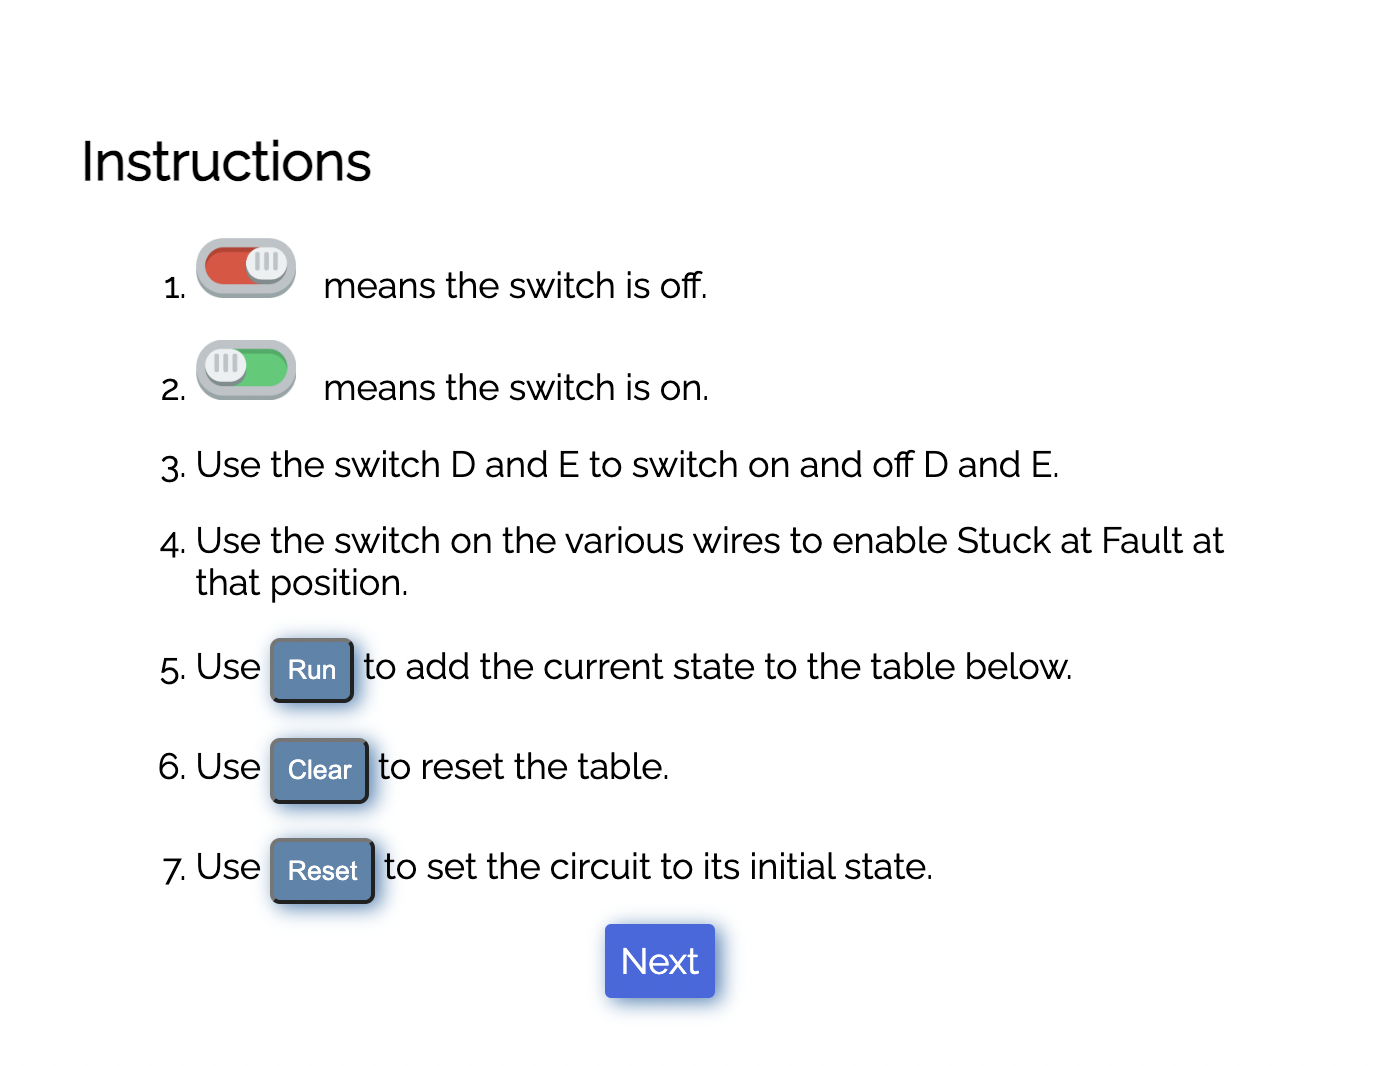 Instructions
1. means the switch is off.
2. means the switch is on.
3. Use the switch D and E to switch on and off D and E.
4. Use the switch on the various wires to enable Stuck at Fault at
that position.
5. Use Run to add the current state to the table below.
6. Use Clear to reset the table.
7. Use Reset to set the circuit to its initial state.
Next